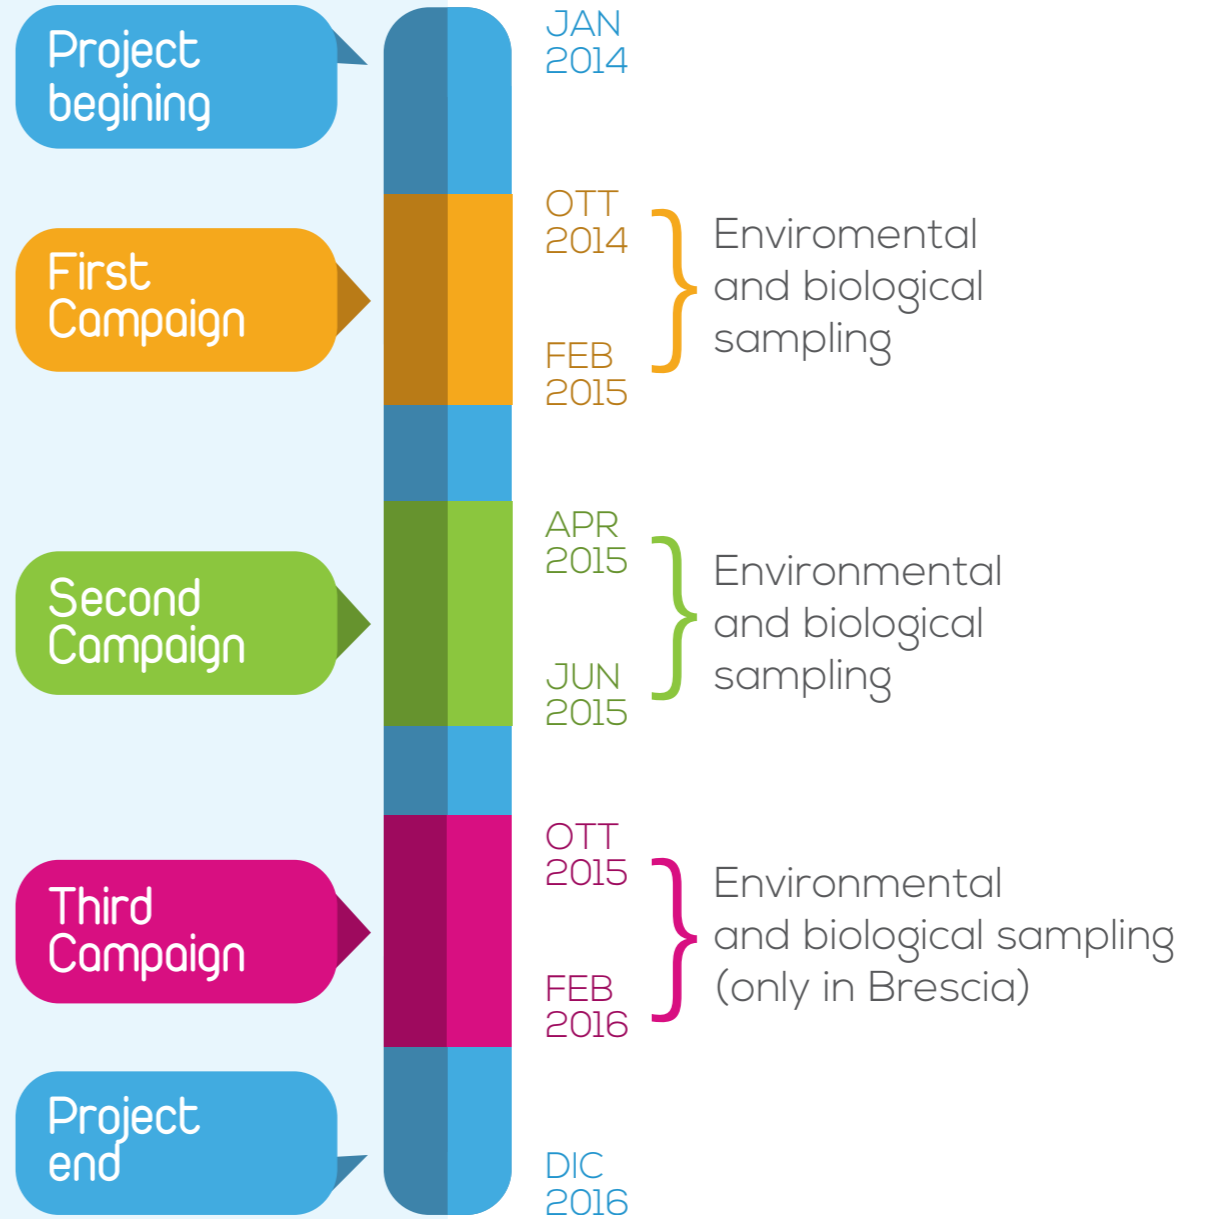 Project
begining
JAN
2014
First
Campaign
OTT
2014
FEB
2015
Enviromental
and biological
sampling
Second
Campaign
APR
2015
JUN
2015
Environmental
and biological
sampling
Third
Campaign
OTT
2015
FEB
2016
Environmental
and biological sampling
(only in Brescia)
Project
end
DIC
2016